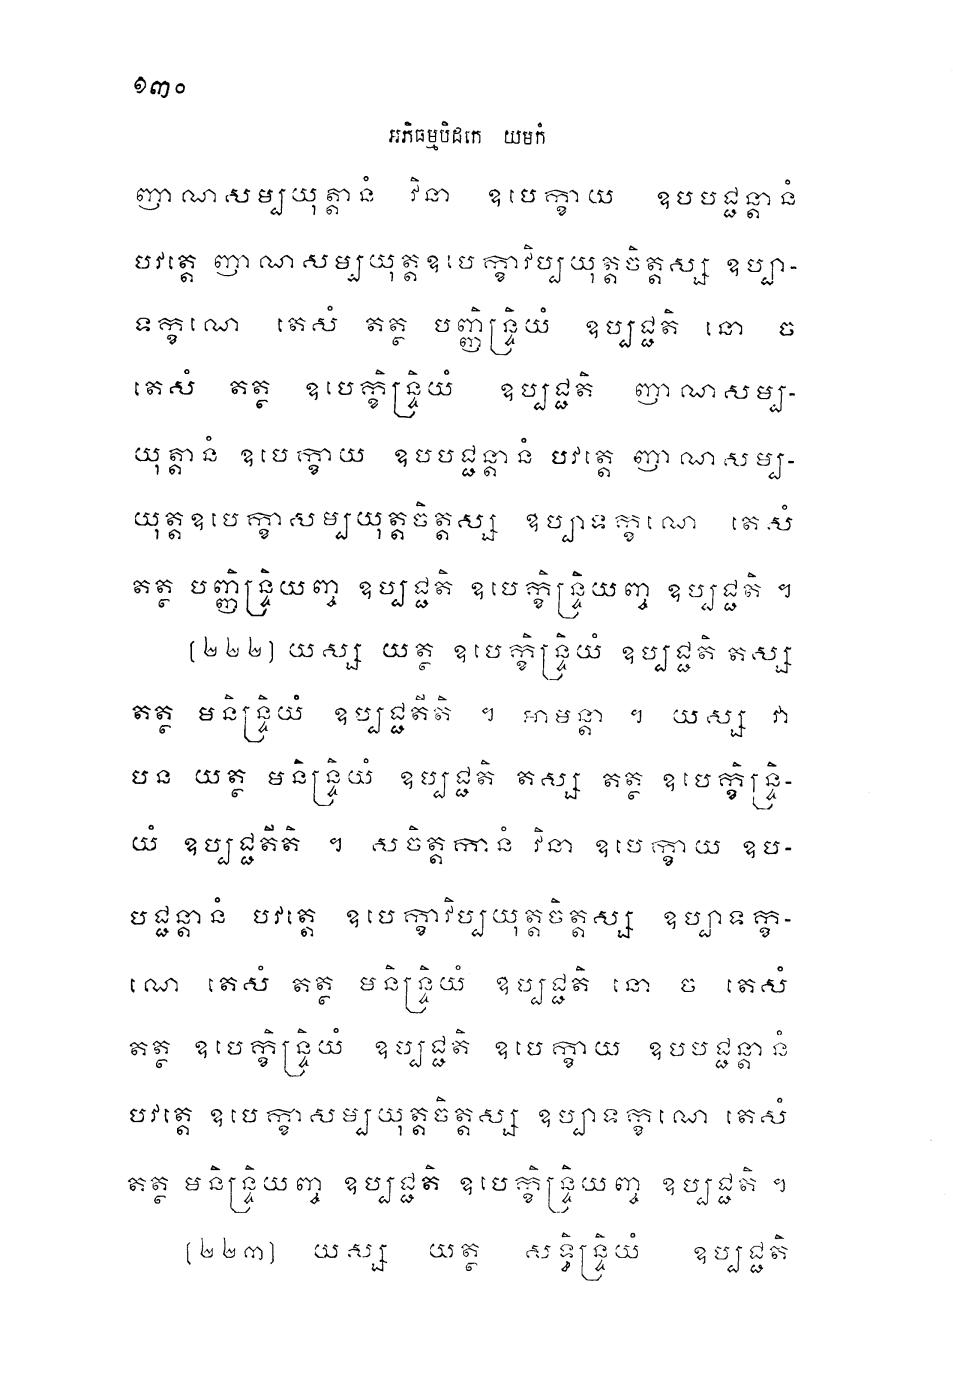 ១៣០
អភិធម្មបិដកេ យមកំ
ញាណសម្បយុត្តានំ វិនា ឧបេក្ខាយ ឧបបជ្ជន្តានំ
បវត្តេ ញាណសម្បយុត្តឧបេក្ខាវិប្បយុត្តចិត្តស្ស ឧប្បា-
ទក្ខណេ តេសំ តត្ថ បញ្ញិន្ទ្រិយំ ឧប្បជ្ជតិ នោ ច
តេសំ តត្ថ ឧបេក្ខិន្ទ្រិយំ ឧប្បជ្ជតិ ញាណសម្ប-
យុត្តានំ ឧបេក្ខាយ ឧបបជ្ជន្តានំ បវត្តេ ញាណសម្ប-
យុត្តឧបេក្ខាសម្បយុត្តចិត្តស្ស ឧប្បាទក្ខណេ តេសំ
តត្ថ បញ្ញិន្ទ្រិយញ្ច ឧប្បជ្ជតិ ឧបេក្ខិន្ទ្រិយញ្ច ឧប្បជ្ជតិ ។
(២២២) យស្ស យត្ថ ឧបេក្ខិន្ទ្រិយំ ឧប្បជ្ជតិ តស្ស
តត្ថ មនិន្ទ្រិយំ ឧប្បជ្ជតីតិ ។ អាមន្តា ។ យស្ស វា
បន យត្ថ មនិន្ទ្រិយំ ឧប្បជ្ជតិ តស្ស តត្ថ ឧបេក្ខិន្ទ្រិ-
យំ ឧប្បជ្ជតីតិ ។ សចិត្តកានំ វិនា ឧបេក្ខាយ ឧប-
បជ្ជន្តានំ បវត្តេ ឧបេក្ខាវិប្បយុត្តចិត្តស្ស ឧប្បាទក្ខ-
ណេ តេសំ តត្ថ មនិន្ទ្រិយំ ឧប្បជ្ជតិ នោ ច តេសំ
តត្ថ ឧបេក្ខិន្ទ្រិយំ ឧប្បជ្ជតិ ឧបេក្ខាយ ឧបបជ្ជន្តានំ
បវត្តេ ឧបេក្ខាសម្បយុត្តចិត្តស្ស ឧប្បាទក្ខណេ តេសំ
តត្ថ មនិន្ទ្រិយញ្ច ឧប្បជ្ជតិ ឧបេក្ខិន្ទ្រិយញ្ច ឧប្បជ្ជតិ ។
(២២៣) យស្ស យត្ថ សទ្ធិន្ទ្រិយំ ឧប្បជ្ជតិ